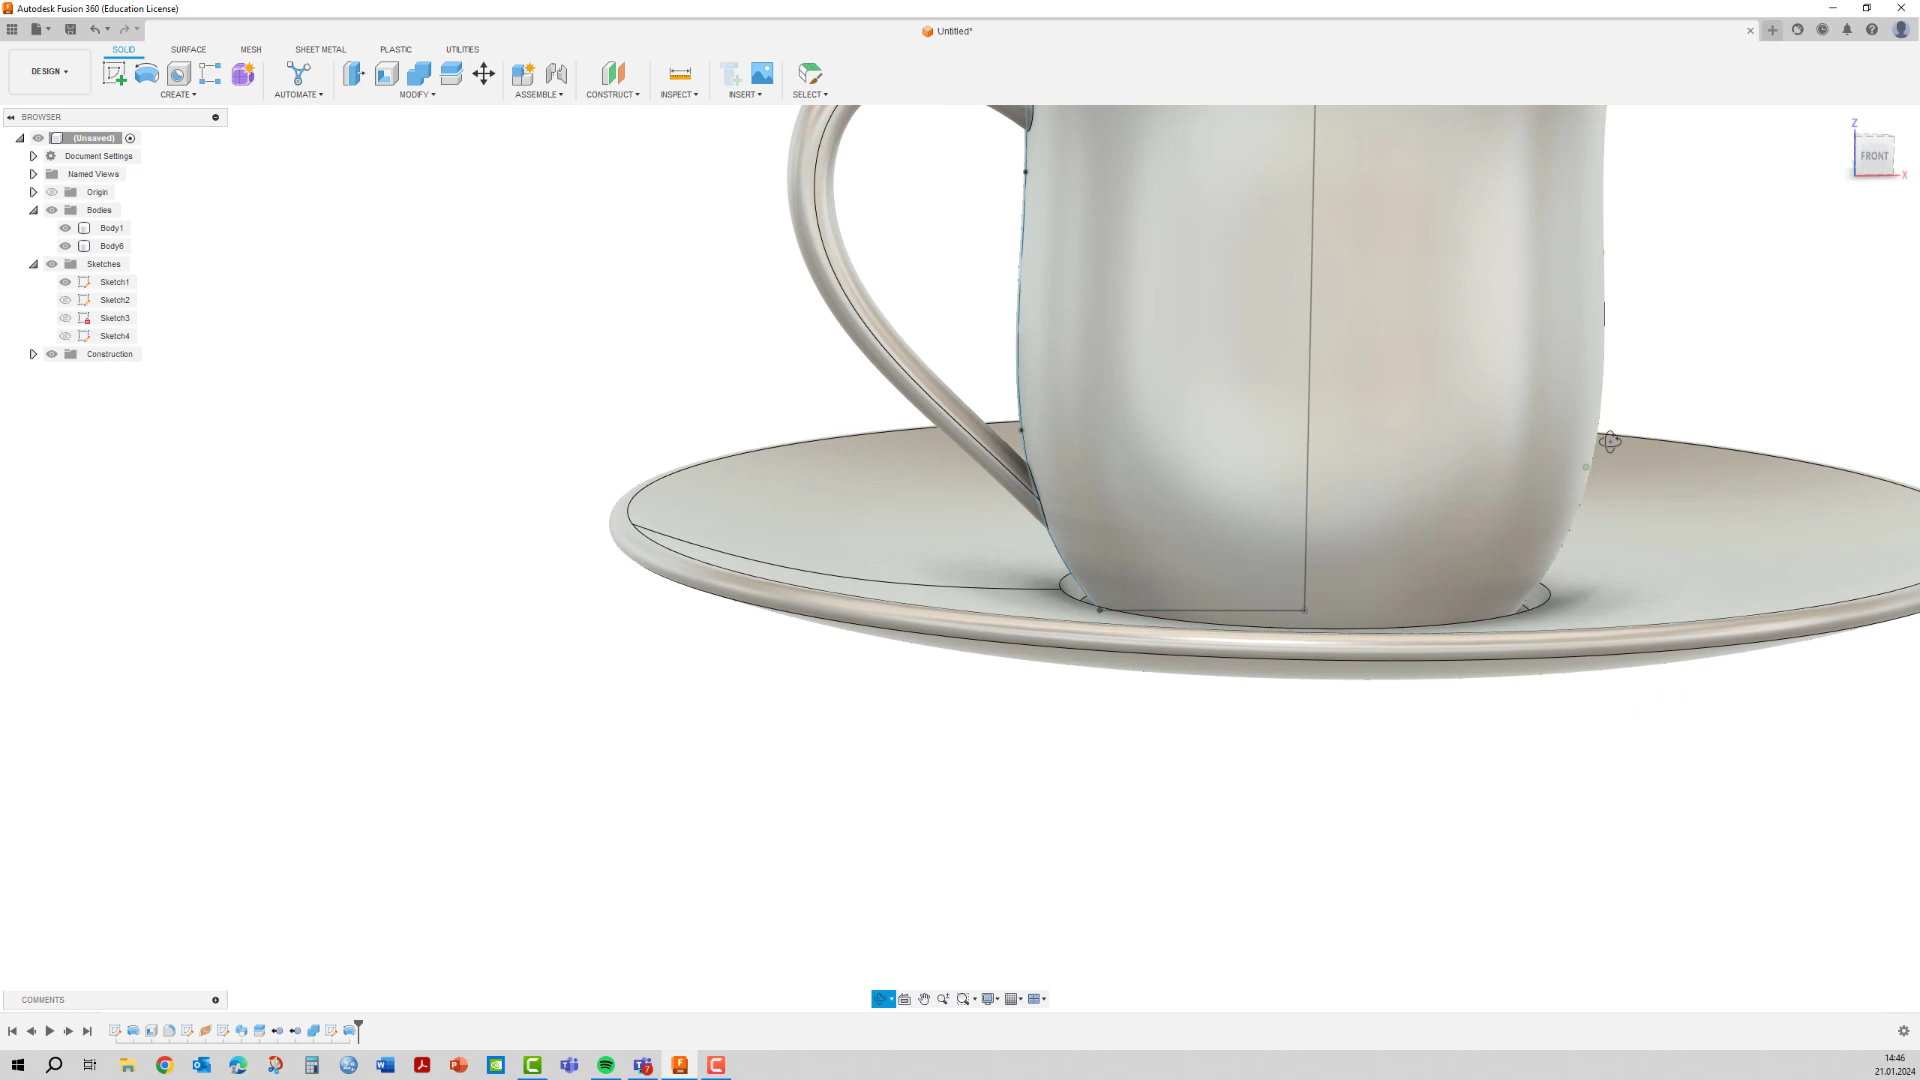 Autodesk Fusion 360 (Education License)
Untitled*
DESIGN
SOLID
SURFACE
MESH
SHEET METAL
PLASTIC
UTILITIES
CREATE
AUTOMATE
MODIFY
ASSEMBLE
CONSTRUCT
INSPECT
INSERT
SELECT
BROWSER
(Unsaved)
Document Settings
Named Views
Origin
Bodies
Body1
Body6
Sketches
Sketch1
Sketch2
Sketch3
Sketch4
Construction
Z
FRONT
X
COMMENTS
14:46
21.01.2024